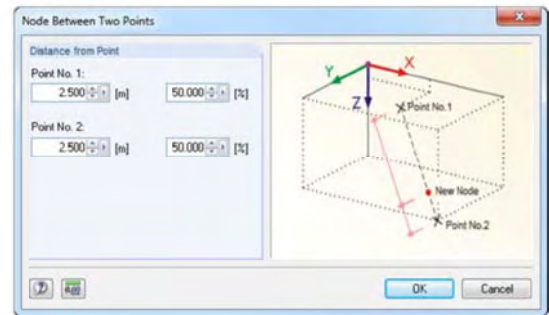 Node Between Two Points
Distance from Point
Point No. 1:
2.500 [m] 50.000 [%]
Point No. 2:
2.500 [m] 50.000 [%]
X
Y
Z
Point No.1
New Node
Point No.2
OK Cancel